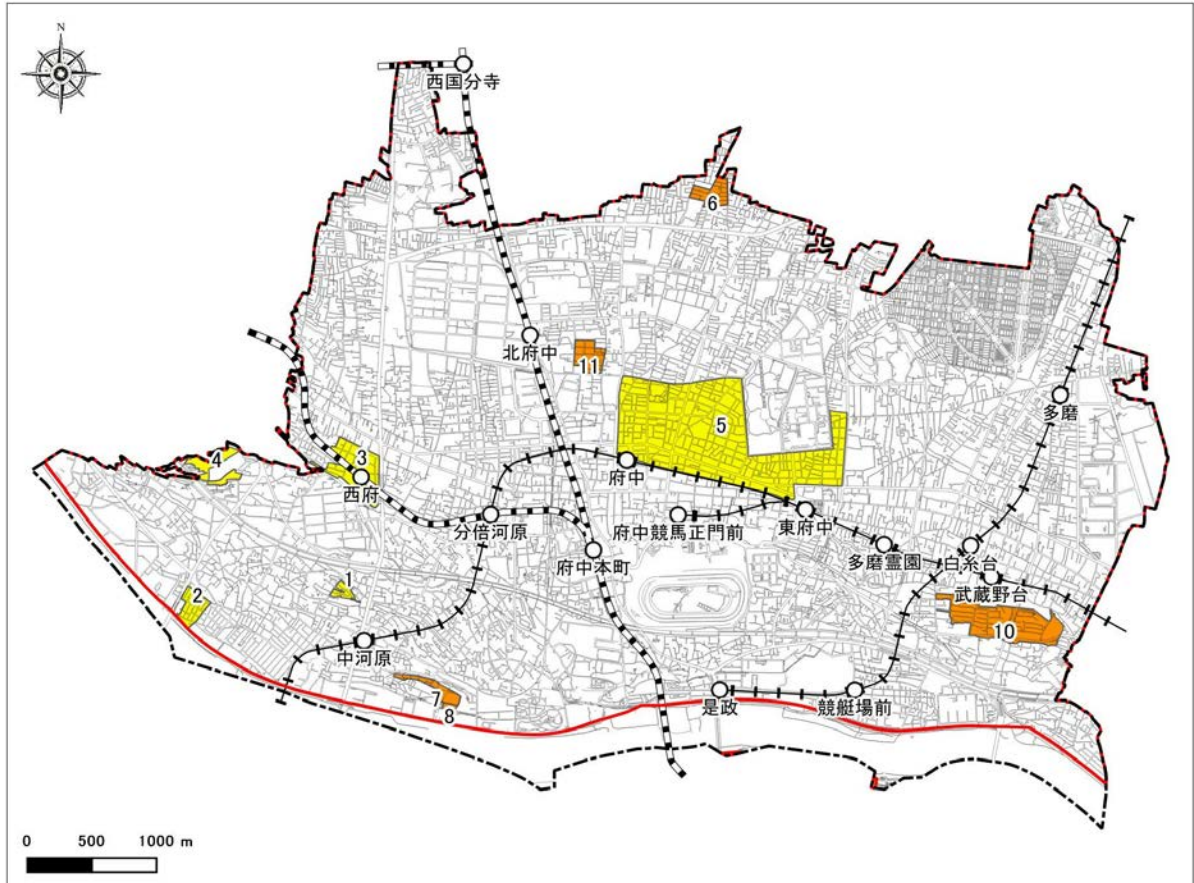 N
西国分寺
6
北府中
11
多磨
5
4
3
西府
府中
分倍河原
府中競馬正門前
東府中
府中本町
多磨霊園
白糸台
武蔵野台
1
2
10
中河原
7
8
是政
競艇場前
0 500 1000 m